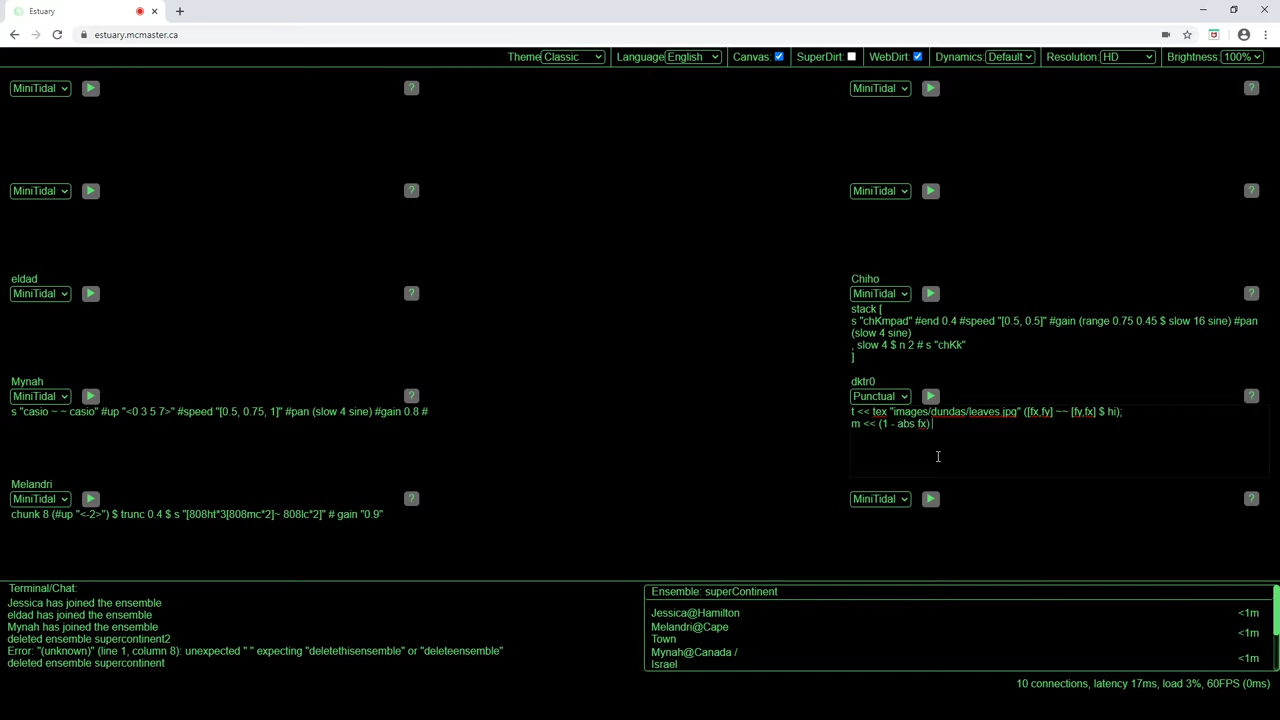 Estuary
estuary.mcmaster.ca
Theme Classic Language English Canvas: SuperDirt: WebDirt: Dynamics: Default Resolution: HD Brightness: 100%
MiniTidal ?
MiniTidal ?
MiniTidal ?
MiniTidal ?
eldad
MiniTidal ?
Chiho
MiniTidal ?
stack [
s "chKmpad" #end 0.4 #speed "[0.5, 0.5]" #gain (range 0.75 0.45 $ slow 16 sine) #pan
(slow 4 sine)
, slow 4 $ n 2 # s "chKk"
]
Mynah
MiniTidal ?
s "casio ~ ~ casio" #up "<0 3 5 7>" #speed "[0.5, 0.75, 1]" #pan (slow 4 sine) #gain 0.8 #
dktr0
Punctual ?
t << tex "images/dundas/leaves.jpg" ([fx,fy] ~~ [fy,fx] $ hi);
m << (1 - abs fx)
Melandri
MiniTidal ?
chunk 8 (#up "<-2>") $ trunc 0.4 $ s "[808ht*3[808mc*2]~ 808lc*2]" # gain "0.9"
MiniTidal ?
Terminal/Chat:
Jessica has joined the ensemble
eldad has joined the ensemble
Mynah has joined the ensemble
deleted ensemble supercontinent2
Error: "(unknown)" (line 1, column 8): unexpected " " expecting "deletethisensemble" or "deleteensemble"
deleted ensemble supercontinent
Ensemble: superContinent
Jessica@Hamilton <1m
Melandri@Cape
Town <1m
Mynah@Canada /
Israel <1m
10 connections, latency 17ms, load 3%, 60FPS (0ms)